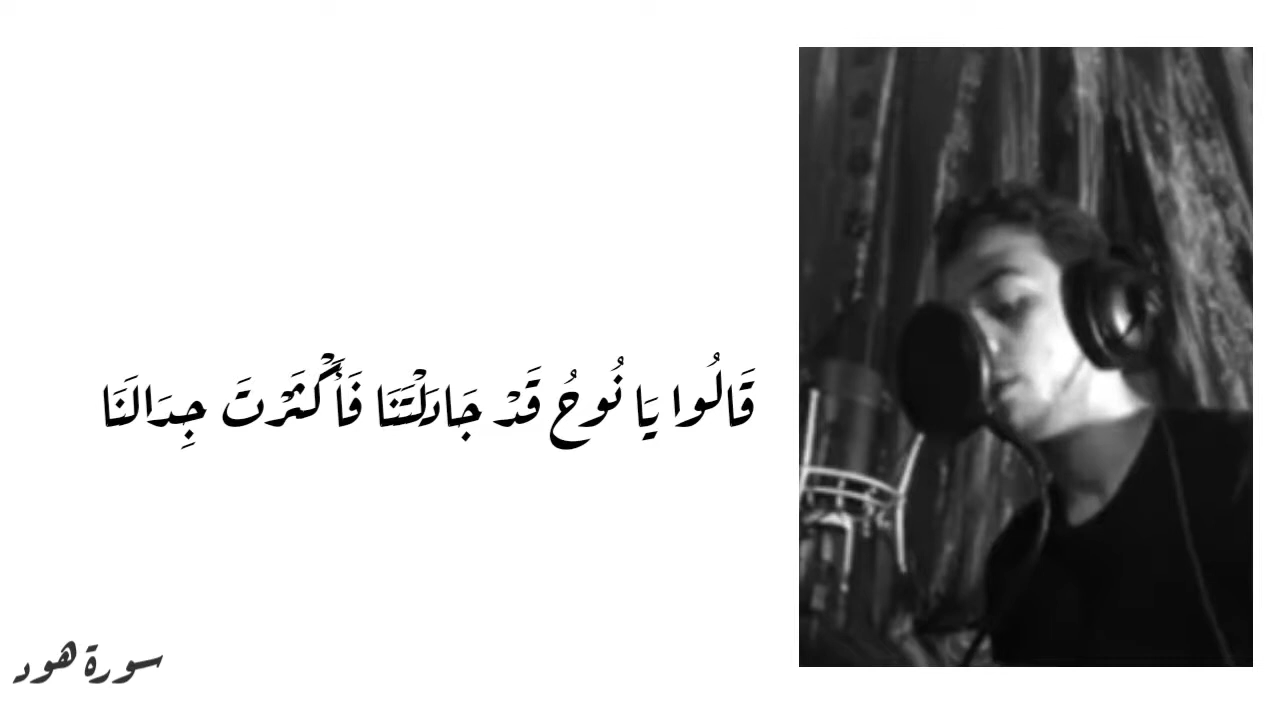 قَالُوا يَا نُوحُ قَدْ جَادَلْتَنَا فَأَكْثَرْتَ جِدَالَنَا
سورة هود